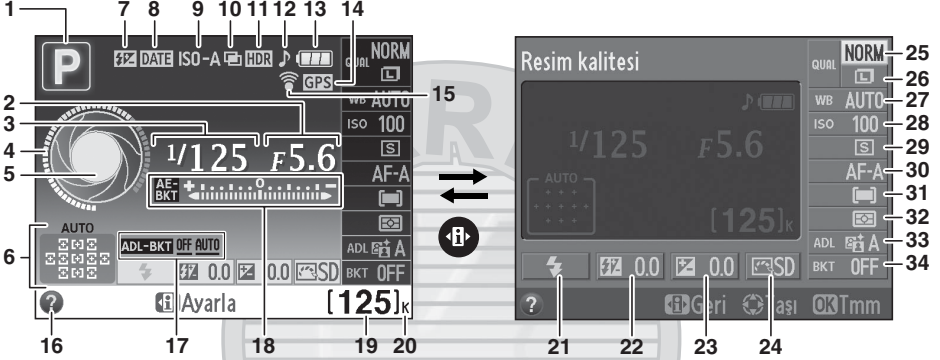 1 7 8 9 10 11 12 13 14
P DATE ISO-A HDR QUAL NORM
L
GPS
15
2
WB AUTO
3
ISO 100
4
1/125 F5.6
S
5
AE-BKT + 0 -
AF-A
AUTO
6
ADL-BKT OFF AUTO
ADL A
0.0 0.0 SD BKT OFF
? Ayarla [125]K
16 17 18 19 20
Resim kalitesi
QUAL NORM 25
L 26
WB AUTO 27
ISO 100 28
1/125 F5.6
S 29
AF-A 30
AUTO
31
[125]K
32
ADL A 33
0.0 0.0 SD BKT OFF 34
? Geri Taşı OK Tmm
21 22 23 24